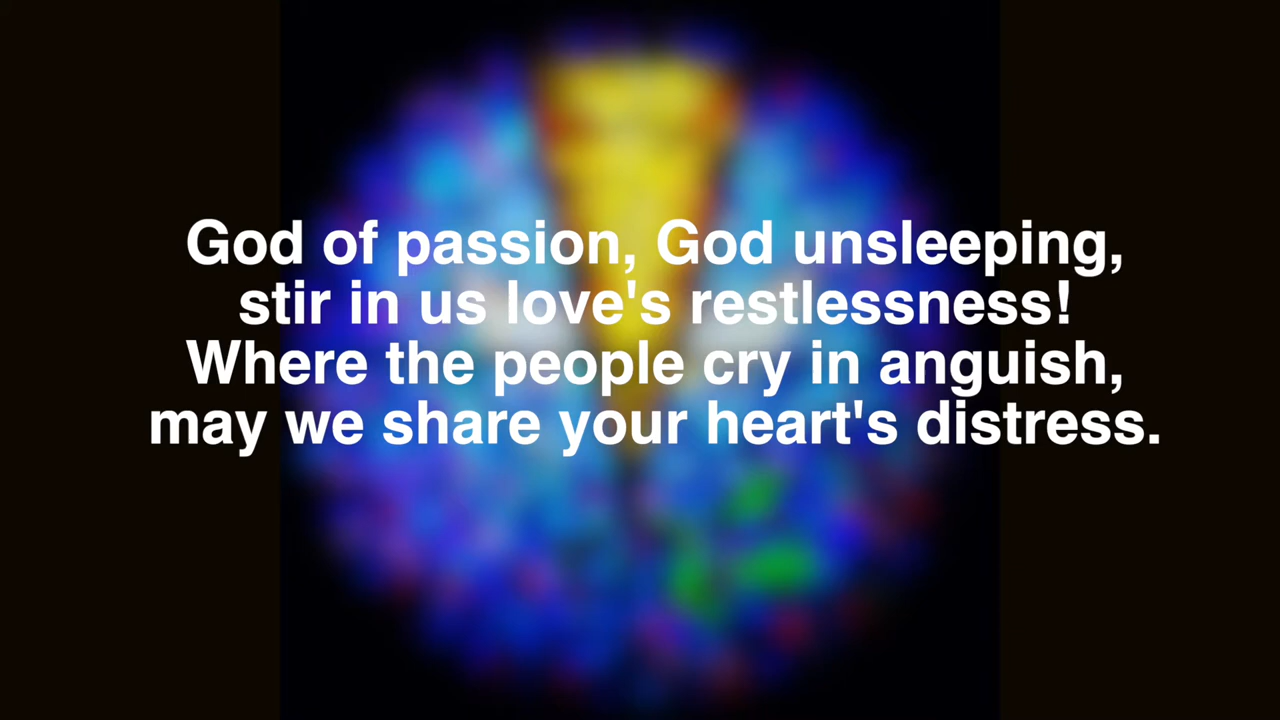 God of passion, God unsleeping,
stir in us love's restlessness!
Where the people cry in anguish,
may we share your heart's distress.